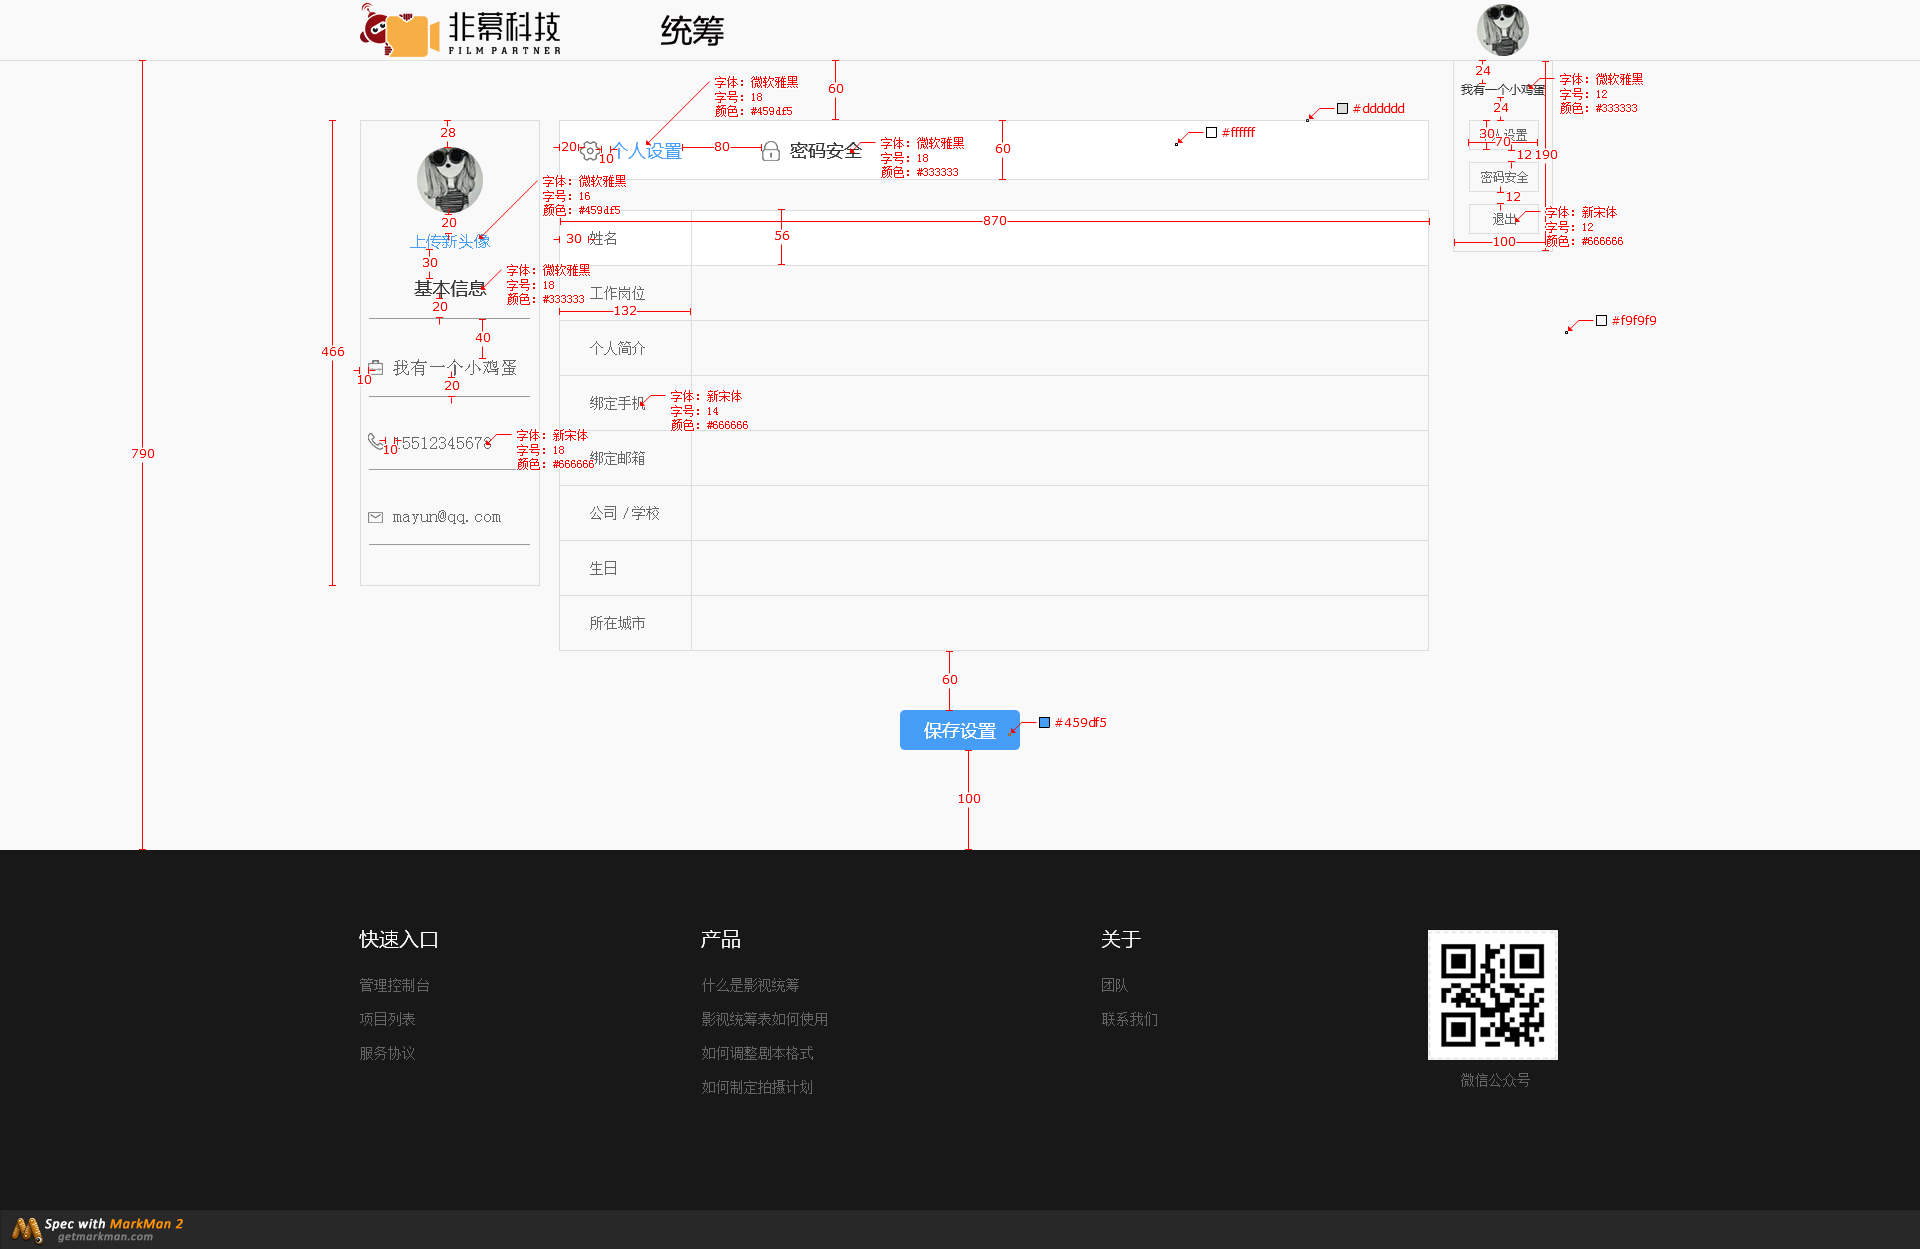 非幕科技
FILM PARTNER
统筹
24
我有一个小鸡蛋
字体：微软雅黑
字号：12
颜色：#333333
24
30
设置
70
12
190
密码安全
12
退出
字体：新宋体
字号：12
颜色：#666666
100
60
字体：微软雅黑
字号：18
颜色：#459df5
#dddddd
#ffffff
20
10
个人设置
80
密码安全
字体：微软雅黑
字号：18
颜色：#333333
60
28
字体：微软雅黑
字号：16
颜色：#459df5
20
上传新头像
30
字体：微软雅黑
字号：18
颜色：#333333
基本信息
20
40
466
我有一个小鸡蛋
10
20
15512345678
10
字体：新宋体
字号：18
颜色：#666666
mayun@qq.com
790
870
30
姓名
56
工作岗位
132
个人简介
绑定手机
字体：新宋体
字号：14
颜色：#666666
绑定邮箱
公司 /学校
生日
所在城市
#f9f9f9
60
保存设置
#459df5
100
快速入口
管理控制台
项目列表
服务协议
产品
什么是影视统筹
影视统筹表如何使用
如何调整剧本格式
如何制定拍摄计划
关于
团队
联系我们
微信公众号
Spec with MarkMan 2
getmarkman.com